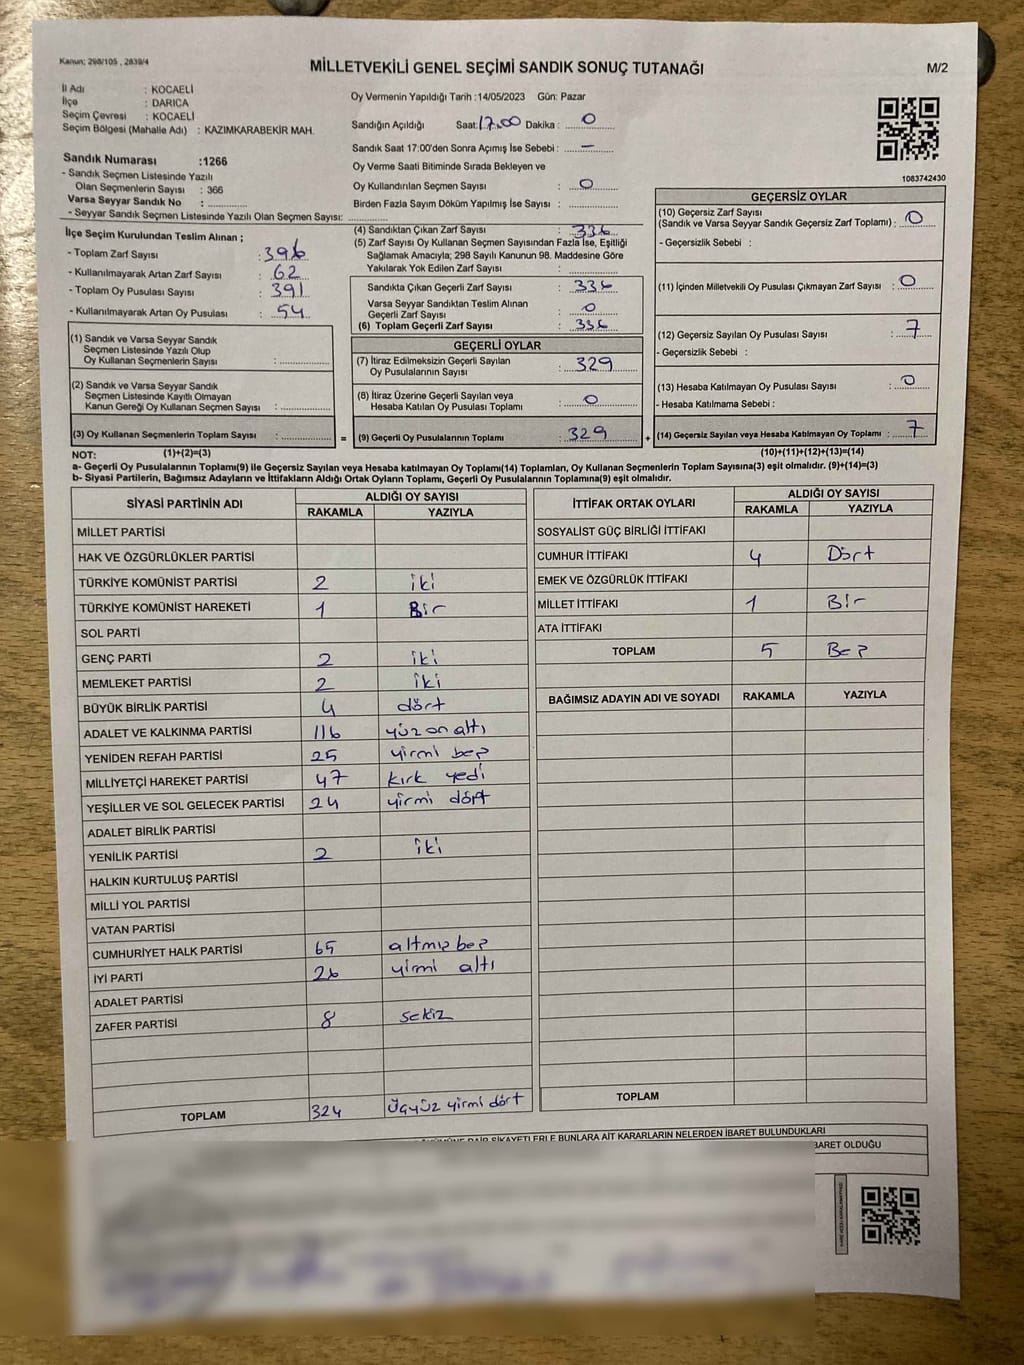 Kanun; 298/105 , 2839/4
MİLLETVEKİLİ GENEL SEÇİMİ SANDIK SONUÇ TUTANAĞI
M/2
İl Adı : KOCAELİ
İlçe : DARICA
Seçim Çevresi : KOCAELİ
Seçim Bölgesi (Mahalle Adı) : KAZIMKARABEKİR MAH.
Sandık Numarası :1266
- Sandık Seçmen Listesinde Yazılı
Olan Seçmenlerin Sayısı : 366
Varsa Seyyar Sandık No :
- Seyyar Sandık Seçmen Listesinde Yazılı Olan Seçmen Sayısı:
Oy Vermenin Yapıldığı Tarih :14/05/2023 Gün: Pazar
Sandığın Açıldığı Saat: 17.00 Dakika : 0
Sandık Saat 17:00'den Sonra Açımış İse Sebebi : –
Oy Verme Saati Bitiminde Sırada Bekleyen ve
Oy Kullandırılan Seçmen Sayısı : 0
Birden Fazla Sayım Döküm Yapılmış İse Sayısı :
1083742430
İlçe Seçim Kurulundan Teslim Alınan ;
- Toplam Zarf Sayısı : 396
- Kullanılmayarak Artan Zarf Sayısı : 62
- Toplam Oy Pusulası Sayısı : 391
- Kullanılmayarak Artan Oy Pusulası : 54
(1) Sandık ve Varsa Seyyar Sandık
Seçmen Listesinde Yazılı Olup
Oy Kullanan Seçmenlerin Sayısı :
(2) Sandık ve Varsa Seyyar Sandık
Seçmen Listesinde Kayıtlı Olmayan
Kanun Gereği Oy Kullanan Seçmen Sayısı :
(3) Oy Kullanan Seçmenlerin Toplam Sayısı :
(4) Sandıktan Çıkan Zarf Sayısı : 336
(5) Zarf Sayısı Oy Kullanan Seçmen Sayısından Fazla İse, Eşitliği
Sağlamak Amacıyla; 298 Sayılı Kanunun 98. Maddesine Göre
Yakılarak Yok Edilen Zarf Sayısı :
Sandıkta Çıkan Geçerli Zarf Sayısı : 336
Varsa Seyyar Sandıktan Teslim Alınan
Geçerli Zarf Sayısı : 0
(6) Toplam Geçerli Zarf Sayısı : 336
GEÇERLİ OYLAR
(7) İtiraz Edilmeksizin Geçerli Sayılan
Oy Pusulalarının Sayısı : 329
(8) İtiraz Üzerine Geçerli Sayılan veya
Hesaba Katılan Oy Pusulası Toplamı : 0
= (9) Geçerli Oy Pusulalarının Toplamı : 329
GEÇERSİZ OYLAR
(10) Geçersiz Zarf Sayısı
(Sandık ve Varsa Seyyar Sandık Geçersiz Zarf Toplamı) : 0
- Geçersizlik Sebebi :
(11) İçinden Milletvekili Oy Pusulası Çıkmayan Zarf Sayısı : 0
(12) Geçersiz Sayılan Oy Pusulası Sayısı : 7
- Geçersizlik Sebebi :
(13) Hesaba Katılmayan Oy Pusulası Sayısı : 0
- Hesaba Katılmama Sebebi :
+ (14) Geçersiz Sayılan veya Hesaba Katılmayan Oy Toplamı : 7
NOT: (1)+(2)=(3) (10)+(11)+(12)+(13)=(14)
a- Geçerli Oy Pusulalarının Toplamı(9) ile Geçersiz Sayılan veya Hesaba katılmayan Oy Toplamı(14) Toplamları, Oy Kullanan Seçmenlerin Toplam Sayısına(3) eşit olmalıdır. (9)+(14)=(3)
b- Siyasi Partilerin, Bağımsız Adayların ve İttifakların Aldığı Ortak Oyların Toplamı, Geçerli Oy Pusulalarının Toplamına(9) eşit olmalıdır.
SİYASİ PARTİNİN ADI ALDIĞI OY SAYISI
RAKAMLA YAZIYLA
MİLLET PARTİSİ
HAK VE ÖZGÜRLÜKLER PARTİSİ
TÜRKİYE KOMÜNİST PARTİSİ 2 iki
TÜRKİYE KOMÜNİST HAREKETİ 1 Bir
SOL PARTİ
GENÇ PARTİ 2 iki
MEMLEKET PARTİSİ 2 iki
BÜYÜK BİRLİK PARTİSİ 4 dört
ADALET VE KALKINMA PARTİSİ 116 yüz on altı
YENİDEN REFAH PARTİSİ 25 yirmi beş
MİLLİYETÇİ HAREKET PARTİSİ 47 kırk yedi
YEŞİLLER VE SOL GELECEK PARTİSİ 24 yirmi dört
ADALET BİRLİK PARTİSİ
YENİLİK PARTİSİ 2 iki
HALKIN KURTULUŞ PARTİSİ
MİLLİ YOL PARTİSİ
VATAN PARTİSİ
CUMHURİYET HALK PARTİSİ 65 altmış beş
İYİ PARTİ 26 yirmi altı
ADALET PARTİSİ
ZAFER PARTİSİ 8 sekiz
TOPLAM 324 Üçyüz yirmi dört
İTTİFAK ORTAK OYLARI ALDIĞI OY SAYISI
RAKAMLA YAZIYLA
SOSYALİST GÜÇ BİRLİĞİ İTTİFAKI
CUMHUR İTTİFAKI 4 Dört
EMEK VE ÖZGÜRLÜK İTTİFAKI
MİLLET İTTİFAKI 1 Bir
ATA İTTİFAKI
TOPLAM 5 Beş
BAĞIMSIZ ADAYIN ADI VE SOYADI RAKAMLA YAZIYLA
TOPLAM
DAİR ŞİKAYETLERLE BUNLARA AİT KARARLARIN NELERDEN İBARET BULUNDUKLARI
İBARET OLDUĞU